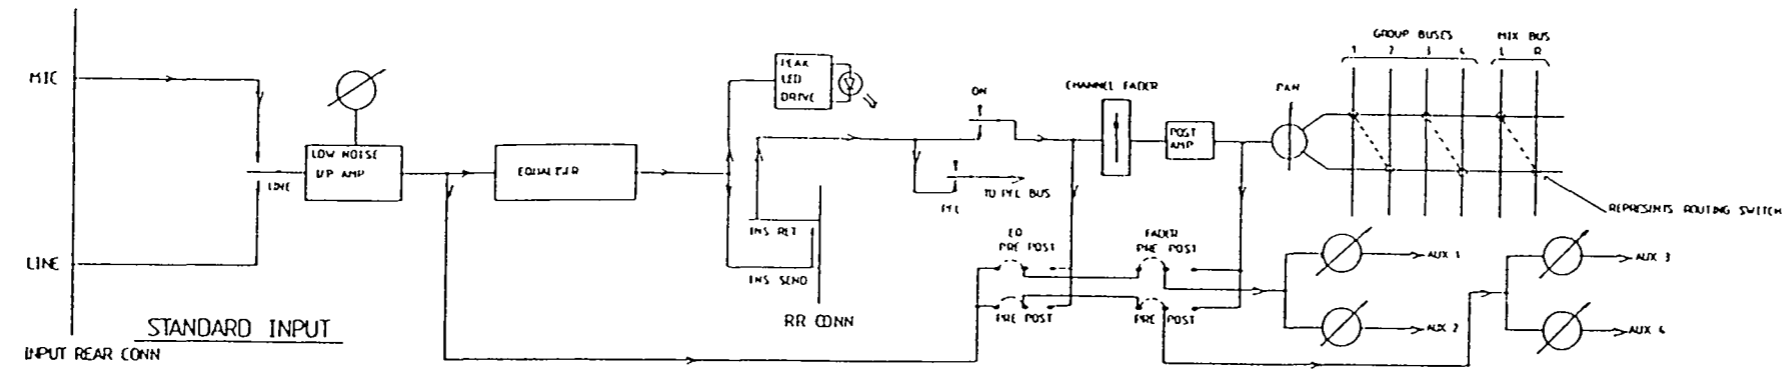 MIC
LINE
STANDARD INPUT
INPUT REAR CONN
LINE
LOW NOISE
I/P AMP
EQUALISER
PEAK
LED
DRIVE
INS RET
INS SEND
RR CONN
ON
PFL
TO PFL BUS
CHANNEL FADER
POST
AMP
PAN
GROUP BUSES
1 2 3 4
MIX BUS
L R
REPRESENTS ROUTING SWITCH
EQ
PRE POST
FADER
PRE POST
PRE POST
PRE POST
AUX 1
AUX 2
AUX 3
AUX 4